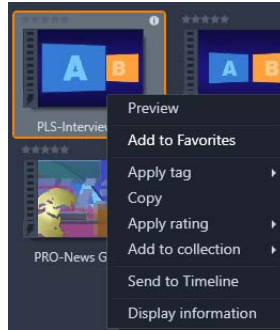 A B
A B
PLS-Intervie
Preview
Add to Favorites
Apply tag
Copy
PRO-News G
Apply rating
Add to collection
Send to Timeline
Display information